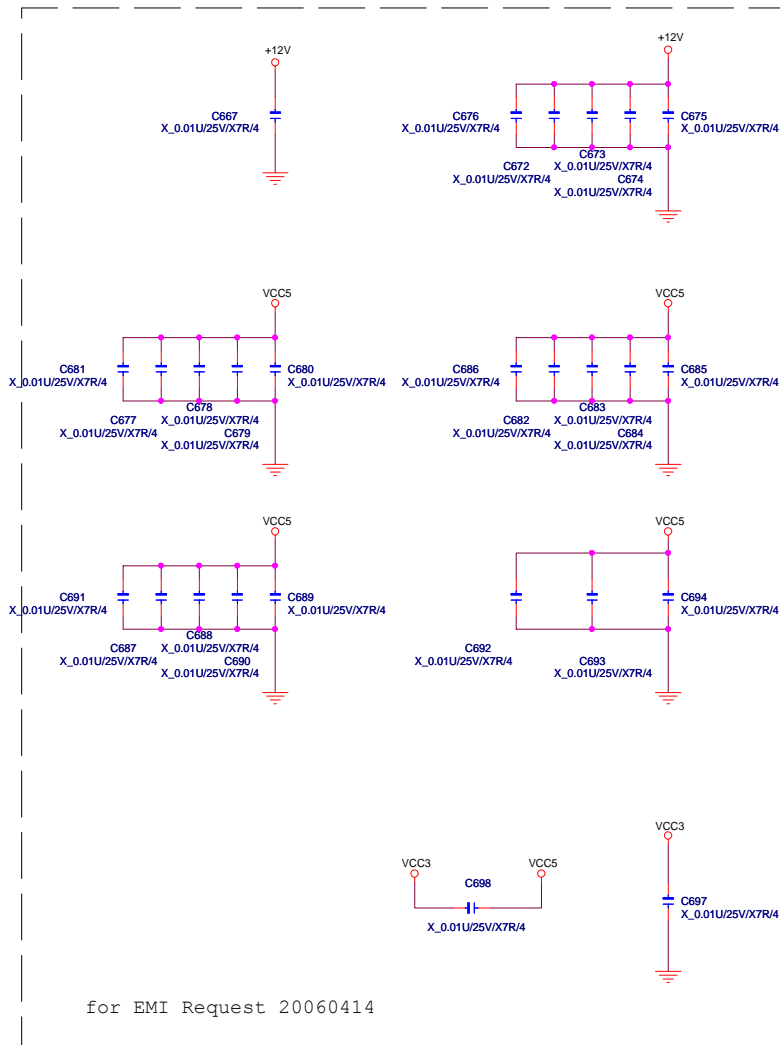 +12V
C667
X_0.01U/25V/X7R/4
+12V
C676
X_0.01U/25V/X7R/4
C675
X_0.01U/25V/X7R/4
C672
X_0.01U/25V/X7R/4
C673
X_0.01U/25V/X7R/4
C674
X_0.01U/25V/X7R/4
VCC5
C681
X_0.01U/25V/X7R/4
C680
X_0.01U/25V/X7R/4
C677
X_0.01U/25V/X7R/4
C678
X_0.01U/25V/X7R/4
C679
X_0.01U/25V/X7R/4
VCC5
C686
X_0.01U/25V/X7R/4
C685
X_0.01U/25V/X7R/4
C682
X_0.01U/25V/X7R/4
C683
X_0.01U/25V/X7R/4
C684
X_0.01U/25V/X7R/4
VCC5
C691
X_0.01U/25V/X7R/4
C689
X_0.01U/25V/X7R/4
C687
X_0.01U/25V/X7R/4
C688
X_0.01U/25V/X7R/4
C690
X_0.01U/25V/X7R/4
VCC5
C694
X_0.01U/25V/X7R/4
C692
X_0.01U/25V/X7R/4
C693
X_0.01U/25V/X7R/4
VCC3
VCC5
C698
X_0.01U/25V/X7R/4
VCC3
C697
X_0.01U/25V/X7R/4
for EMI Request 20060414